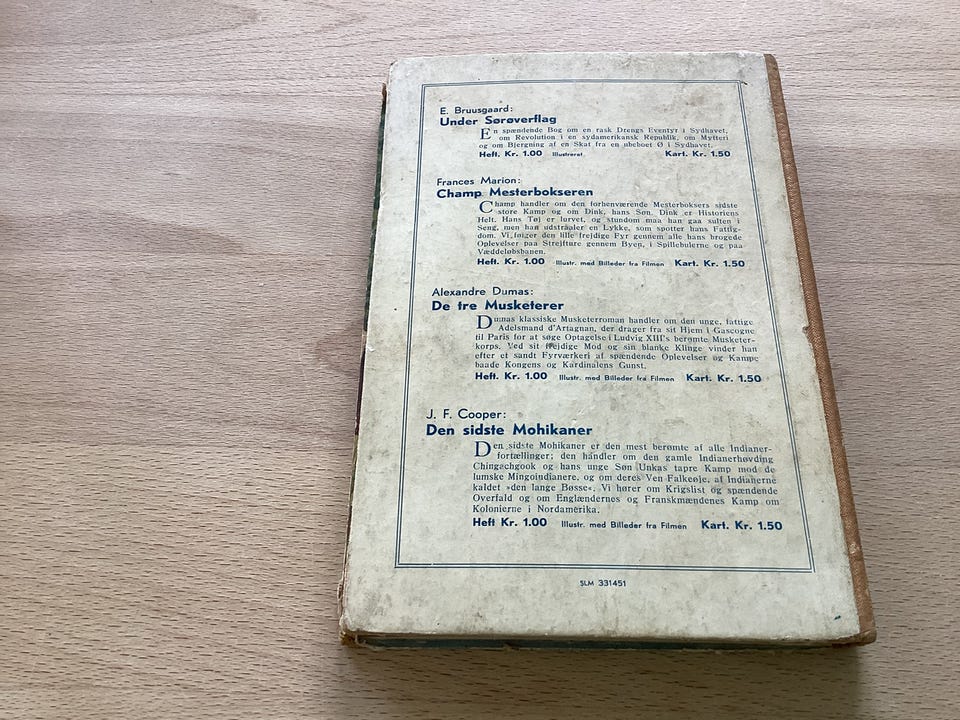 E. Bruusgaard:
Under Sørøverflag
En spændende Bog om en rask Drengs Eventyr i Sydhavet,
om Revolution i en sydamerikansk Republik, om Mytteri
og om Bjergning af en Skat fra en ubeboet Ø i Sydhavet.
Heft. Kr. 1.00 Illustreret Kart. Kr. 1.50
Frances Marion:
Champ Mesterbokseren
Champ handler om den forhenværende Mesterboksers sidste
store Kamp og om Dink, hans Søn. Dink er Historiens
Helt. Hans Tøj er lurvet, og stundom maa han gaa sulten i
Seng, men han udstraaler en Lykke, som spotter hans Fattig-
dom. Vi følger den lille frejdige Fyr gennem alle hans brogede
Oplevelser paa Strejfture gennem Byen, i Spillebulerne og paa
Væddeløbsbanen.
Heft. Kr. 1.00 Illustr. med Billeder fra Filmen Kart. Kr. 1.50
Alexandre Dumas:
De tre Musketerer
Dumas klassiske Musketerroman handler om den unge, fattige
Adelsmand d'Artagnan, der drager fra sit Hjem i Gascogne
til Paris for at søge Optagelse i Ludvig XIII's berømte Musketer-
korps. Ved sit frejdige Mod og sin blanke Klinge vinder han
efter et sandt Fyrværkeri af spændende Oplevelser og Kampe
baade Kongens og Kardinalens Gunst.
Heft. Kr. 1.00 Illustr. med Billeder fra Filmen Kart. Kr. 1.50
J. F. Cooper:
Den sidste Mohikaner
Den sidste Mohikaner er den mest berømte af alle Indianer-
fortællinger; den handler om den gamle Indianerhøvding
Chingachgook og hans unge Søn Unkas tapre Kamp mod de
lumske Mingoindianere, og om deres Ven Falkeøje, af Indianerne
kaldet »den lange Bøsse«. Vi hører om Krigslist og spændende
Overfald og om Englændernes og Franskmændenes Kamp om
Kolonierne i Nordamerika.
Heft Kr. 1.00 Illustr. med Billeder fra Filmen Kart. Kr. 1.50
SLM 331451